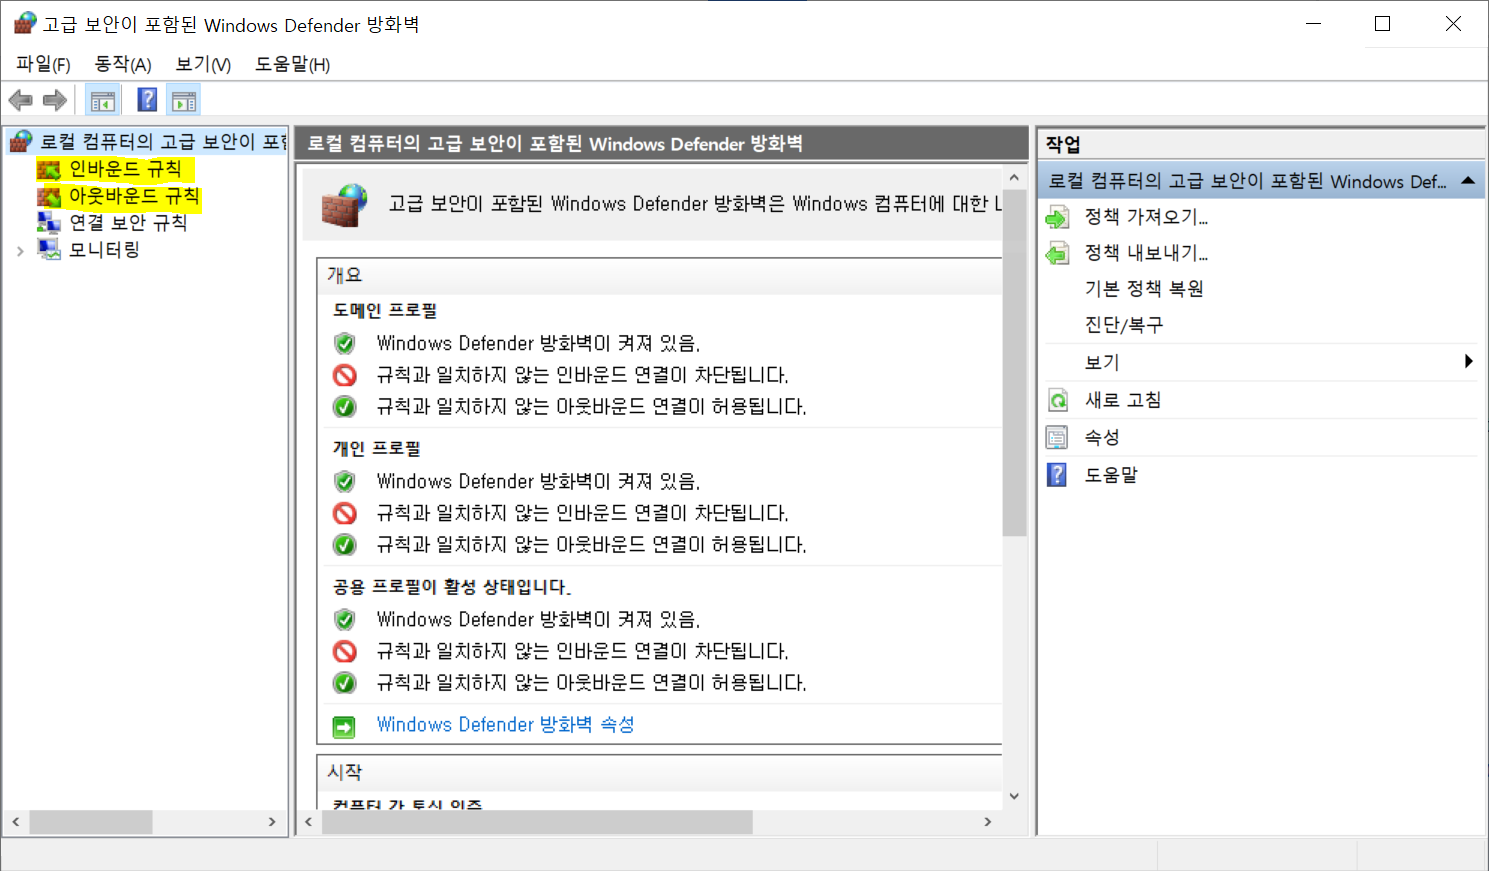 고급 보안이 포함된 Windows Defender 방화벽
파일(F) 동작(A) 보기(V) 도움말(H)
로컬 컴퓨터의 고급 보안이 포함
인바운드 규칙
아웃바운드 규칙
연결 보안 규칙
모니터링
로컬 컴퓨터의 고급 보안이 포함된 Windows Defender 방화벽
고급 보안이 포함된 Windows Defender 방화벽은 Windows 컴퓨터에 대한
개요
도메인 프로필
Windows Defender 방화벽이 켜져 있음.
규칙과 일치하지 않는 인바운드 연결이 차단됩니다.
규칙과 일치하지 않는 아웃바운드 연결이 허용됩니다.
개인 프로필
Windows Defender 방화벽이 켜져 있음.
규칙과 일치하지 않는 인바운드 연결이 차단됩니다.
규칙과 일치하지 않는 아웃바운드 연결이 허용됩니다.
공용 프로필이 활성 상태입니다.
Windows Defender 방화벽이 켜져 있음.
규칙과 일치하지 않는 인바운드 연결이 차단됩니다.
규칙과 일치하지 않는 아웃바운드 연결이 허용됩니다.
Windows Defender 방화벽 속성
시작
컴퓨터 간 통신 인증
작업
로컬 컴퓨터의 고급 보안이 포함된 Windows Def...
정책 가져오기...
정책 내보내기...
기본 정책 복원
진단/복구
보기
새로 고침
속성
도움말